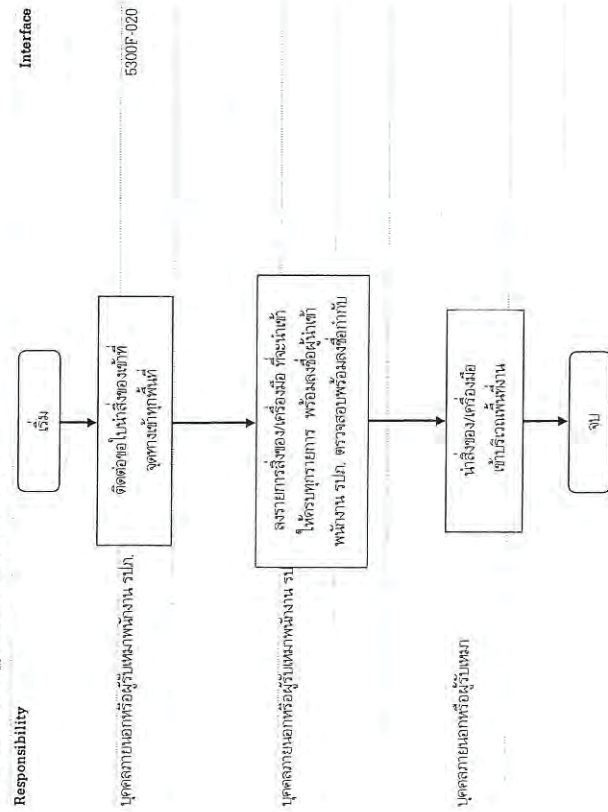 Responsibility
Interface
เริ่ม
บุคคลภายนอกหรือผู้รับเหมาพนักงาน รปภ.
ติดต่อขอใบนำสิ่งของเข้าที่
จุดทางเข้าทุกพื้นที่
5300F-020
บุคคลภายนอกหรือผู้รับเหมาพนักงาน รป
ลงรายการสิ่งของ/เครื่องมือ ที่จะนำเข้า
ให้ครบทุกรายการ พร้อมลงชื่อผู้นำเข้า
พนักงาน รปภ. ตรวจสอบพร้อมลงชื่อกำกับ
บุคคลภายนอกหรือผู้รับเหมา
นำสิ่งของ/เครื่องมือ
เข้าบริเวณพื้นที่งาน
จบ